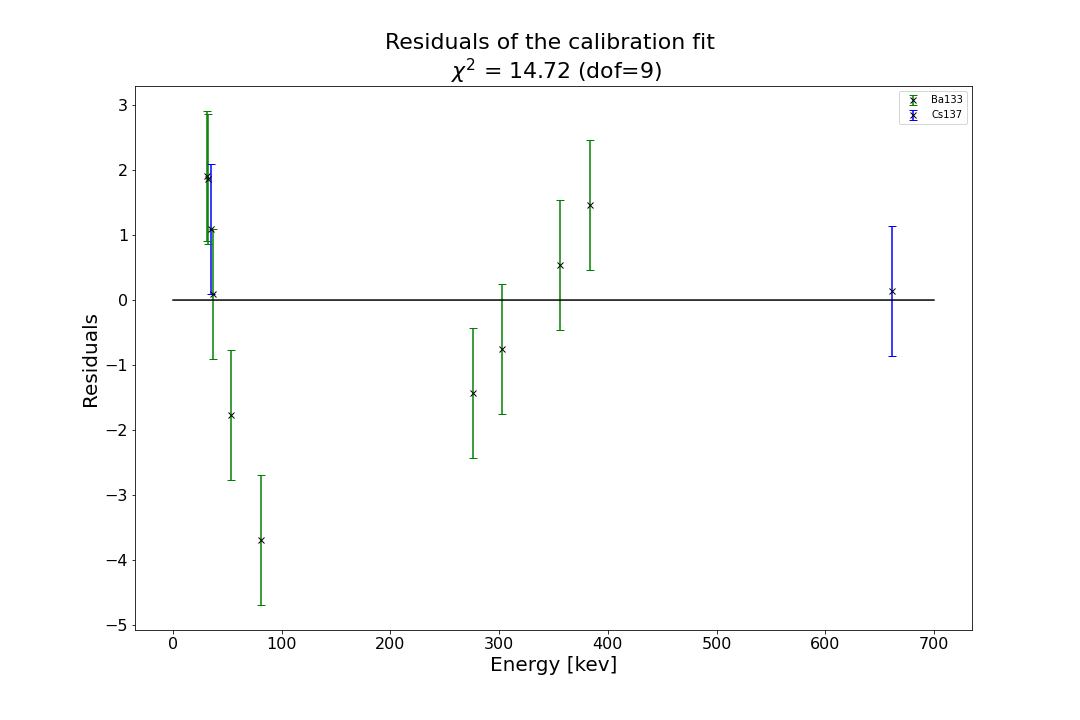 Residuals of the calibration fit
χ² = 14.72 (dof=9)
Ba133
Cs137
3
2
1
0
−1
−2
−3
−4
−5
Residuals
0 100 200 300 400 500 600 700
Energy [kev]